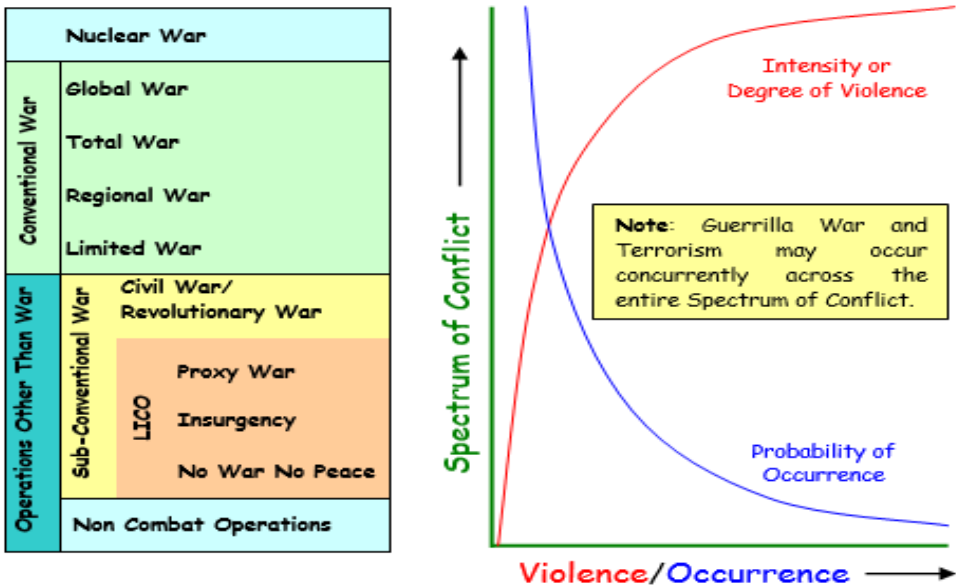 Nuclear War
Conventional War
Global War
Total War
Regional War
Limited War
Operations Other Than War
Sub-Conventional War
Civil War/
Revolutionary War
LICO
Proxy War
Insurgency
No War No Peace
Non Combat Operations
Spectrum of Conflict
Intensity or
Degree of Violence
Note: Guerrilla War and
Terrorism may occur
concurrently across the
entire Spectrum of Conflict.
Probability of
Occurrence
Violence/Occurrence